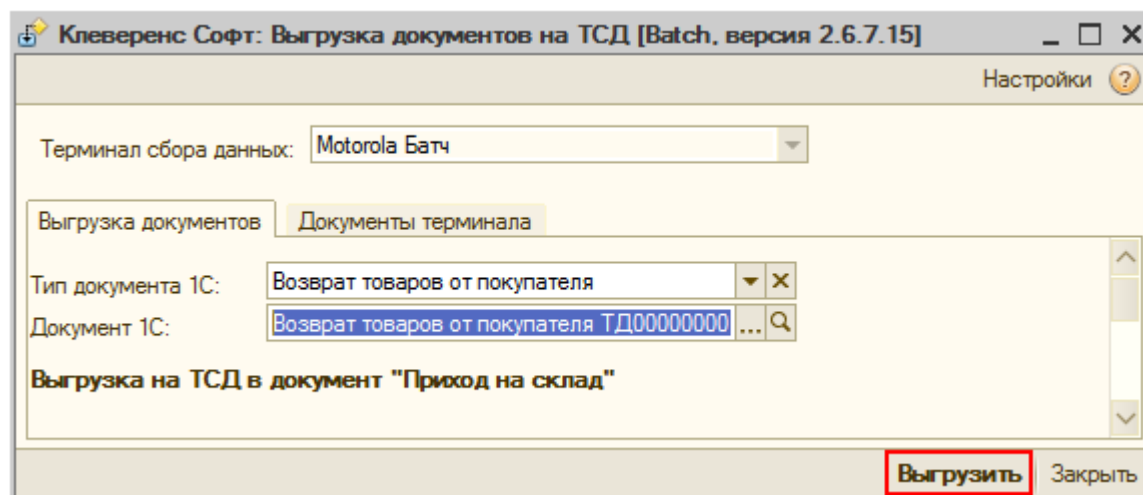 Клеверенс Софт: Выгрузка документов на ТСД [Batch, версия 2.6.7.15]
Настройки ?
Терминал сбора данных: Motorola Батч
Выгрузка документов Документы терминала
Тип документа 1С: Возврат товаров от покупателя
Документ 1С: Возврат товаров от покупателя ТД00000000 ...
Выгрузка на ТСД в документ "Приход на склад"
Выгрузить Закрыть